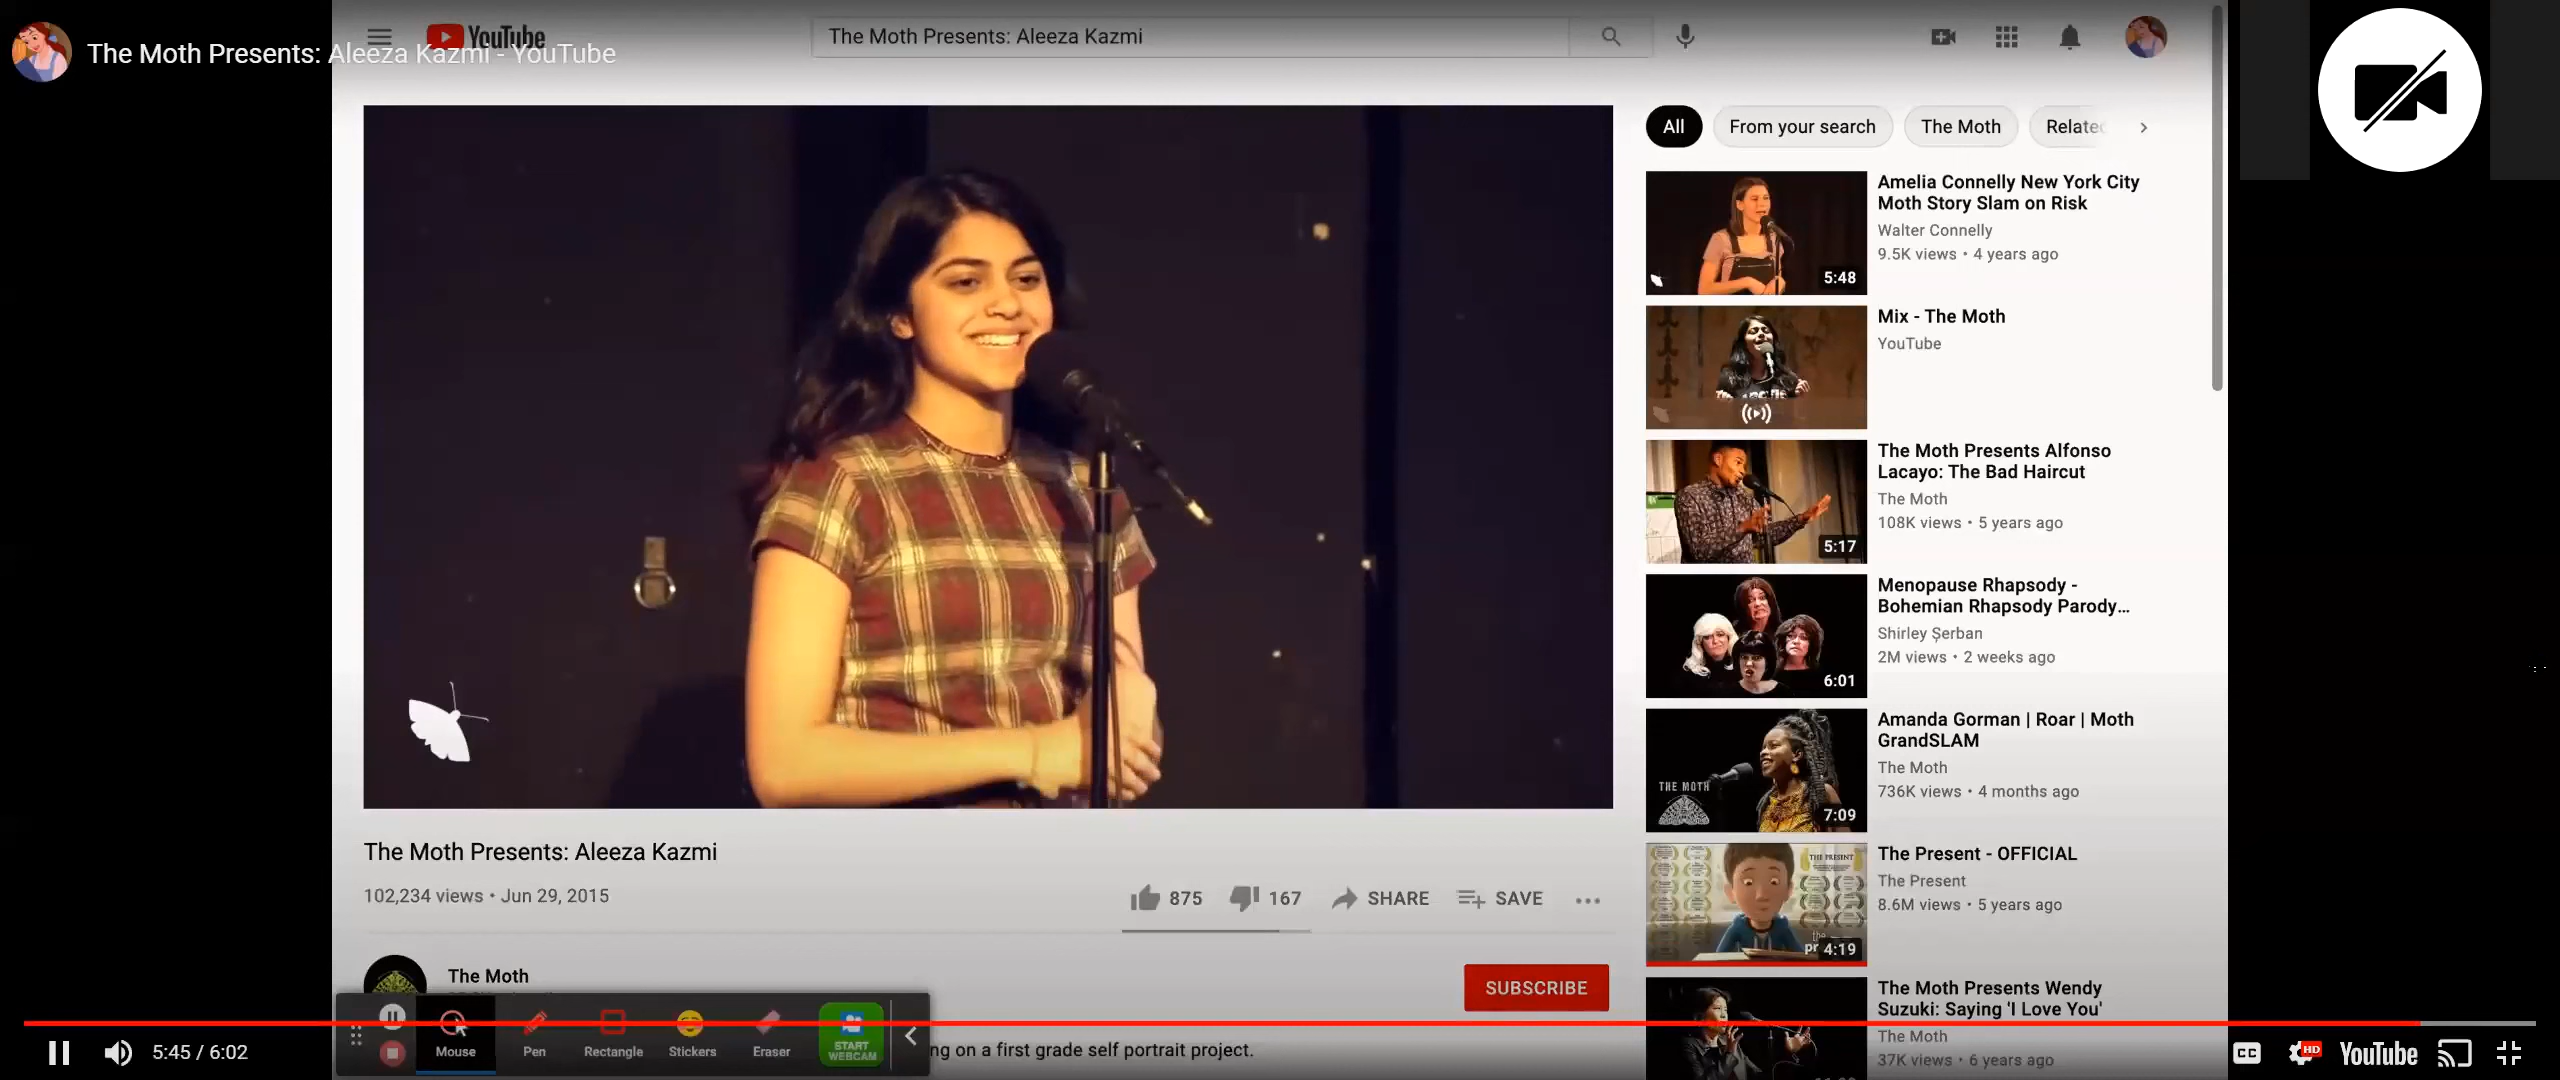 YouTube
The Moth Presents: Aleeza Kazmi
The Moth Presents: Aleeza Kazmi - YouTube
All
From your search
The Moth
Related
Amelia Connelly New York City
Moth Story Slam on Risk
Walter Connelly
9.5K views • 4 years ago
5:48
Mix - The Moth
YouTube
The Moth Presents Alfonso
Lacayo: The Bad Haircut
The Moth
108K views • 5 years ago
5:17
Menopause Rhapsody -
Bohemian Rhapsody Parody...
Shirley Șerban
2M views • 2 weeks ago
6:01
Amanda Gorman | Roar | Moth
GrandSLAM
The Moth
736K views • 4 months ago
THE MOTH
7:09
The Present - OFFICIAL
The Present
8.6M views • 5 years ago
THE PRESENT
the
pr
4:19
The Moth Presents Wendy
Suzuki: Saying 'I Love You'
The Moth
37K views • 6 years ago
The Moth Presents: Aleeza Kazmi
102,234 views • Jun 29, 2015
875
167
SHARE
SAVE
The Moth
SUBSCRIBE
ng on a first grade self portrait project.
Mouse
Pen
Rectangle
Stickers
Eraser
START
WEBCAM
5:45 / 6:02
CC
HD
YouTube